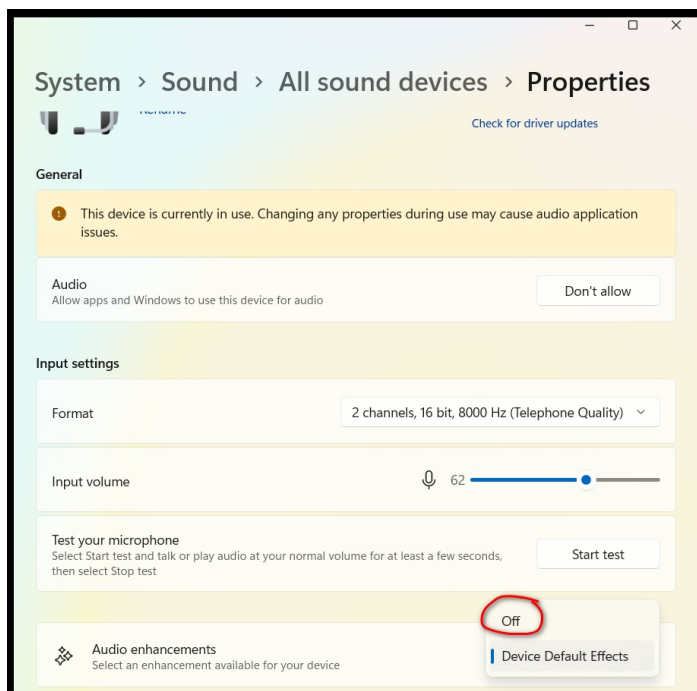 System > Sound > All sound devices > Properties
Rename
Check for driver updates
General
This device is currently in use. Changing any properties during use may cause audio application
issues.
Audio
Allow apps and Windows to use this device for audio
Don't allow
Input settings
Format
2 channels, 16 bit, 8000 Hz (Telephone Quality)
Input volume
62
Test your microphone
Select Start test and talk or play audio at your normal volume for at least a few seconds,
then select Stop test
Start test
Off
Audio enhancements
Select an enhancement available for your device
Device Default Effects